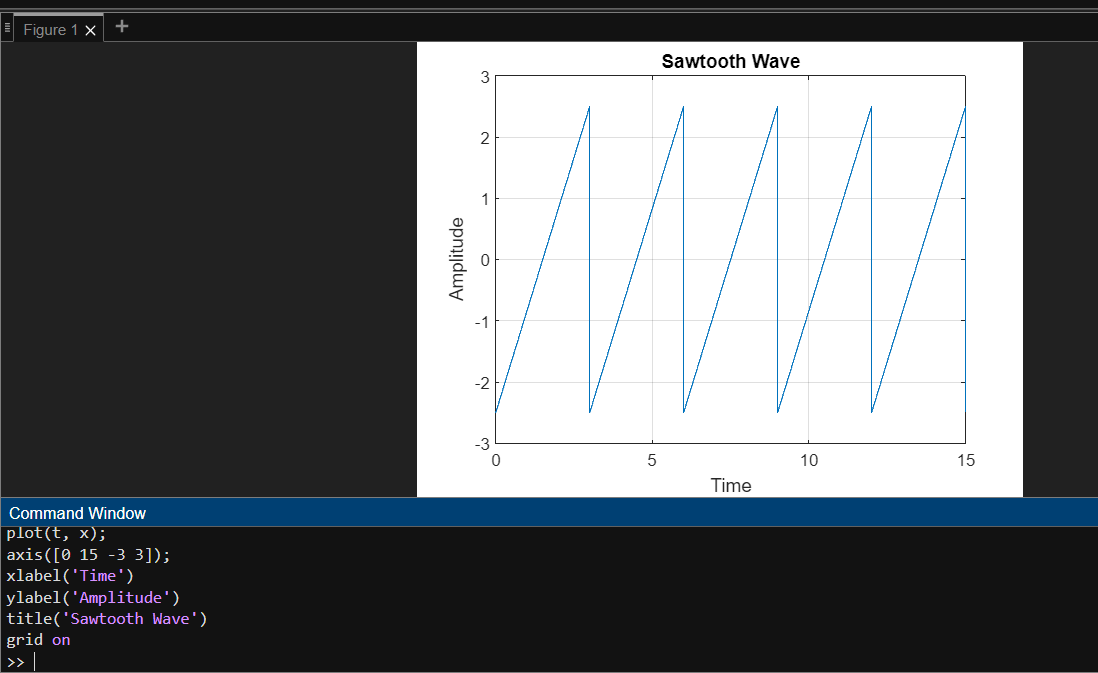 Figure 1
Sawtooth Wave
3
2
1
0
-1
-2
-3
Amplitude
0 5 10 15
Time
Command Window
plot(t, x);
axis([0 15 -3 3]);
xlabel('Time')
ylabel('Amplitude')
title('Sawtooth Wave')
grid on
>>